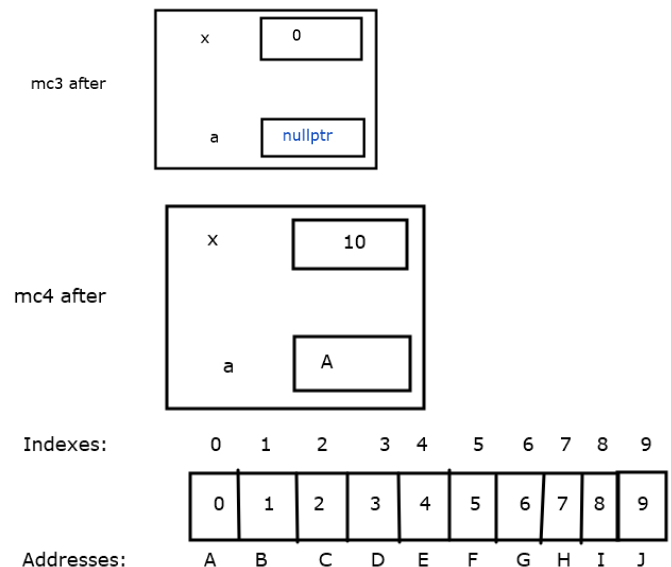 x 0
mc3 after
a nullptr
x 10
mc4 after
a A
Indexes: 0 1 2 3 4 5 6 7 8 9
0 1 2 3 4 5 6 7 8 9
Addresses: A B C D E F G H I J